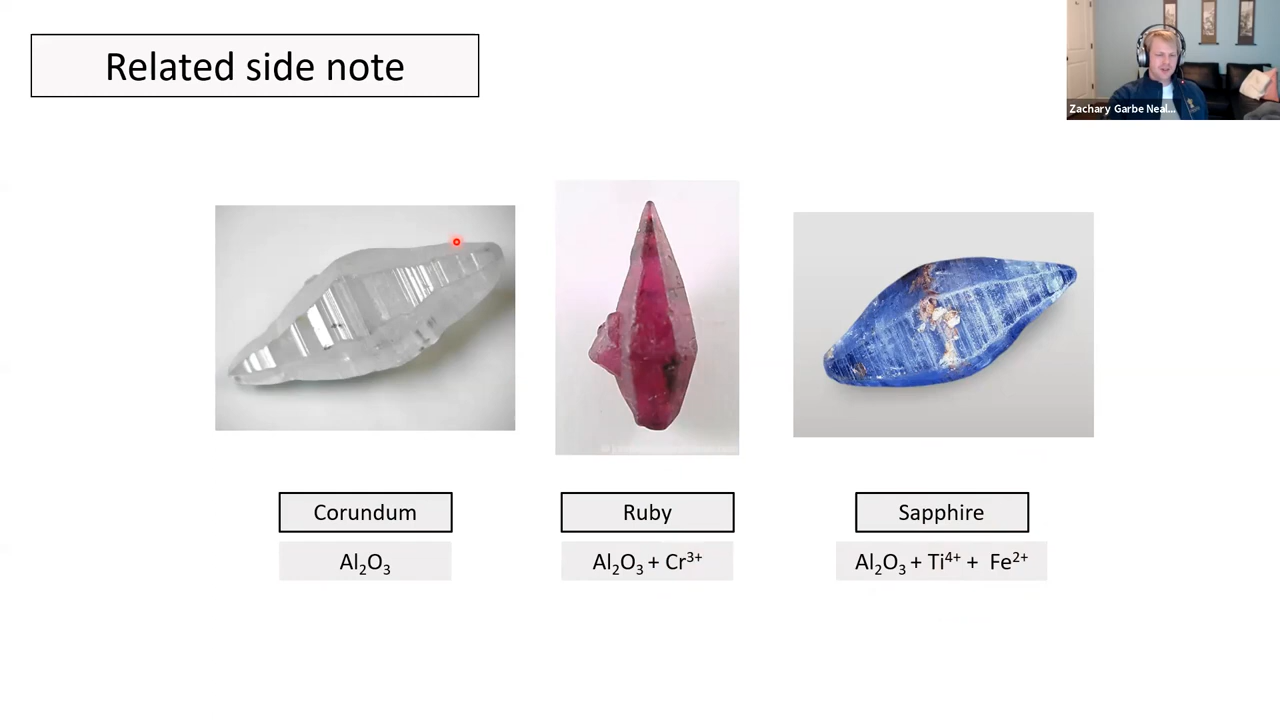 Related side note
Zachary Garbe Neal...
Corundum
Ruby
Sapphire
Al₂O₃
Al₂O₃ + Cr³⁺
Al₂O₃ + Ti⁴⁺ + Fe²⁺